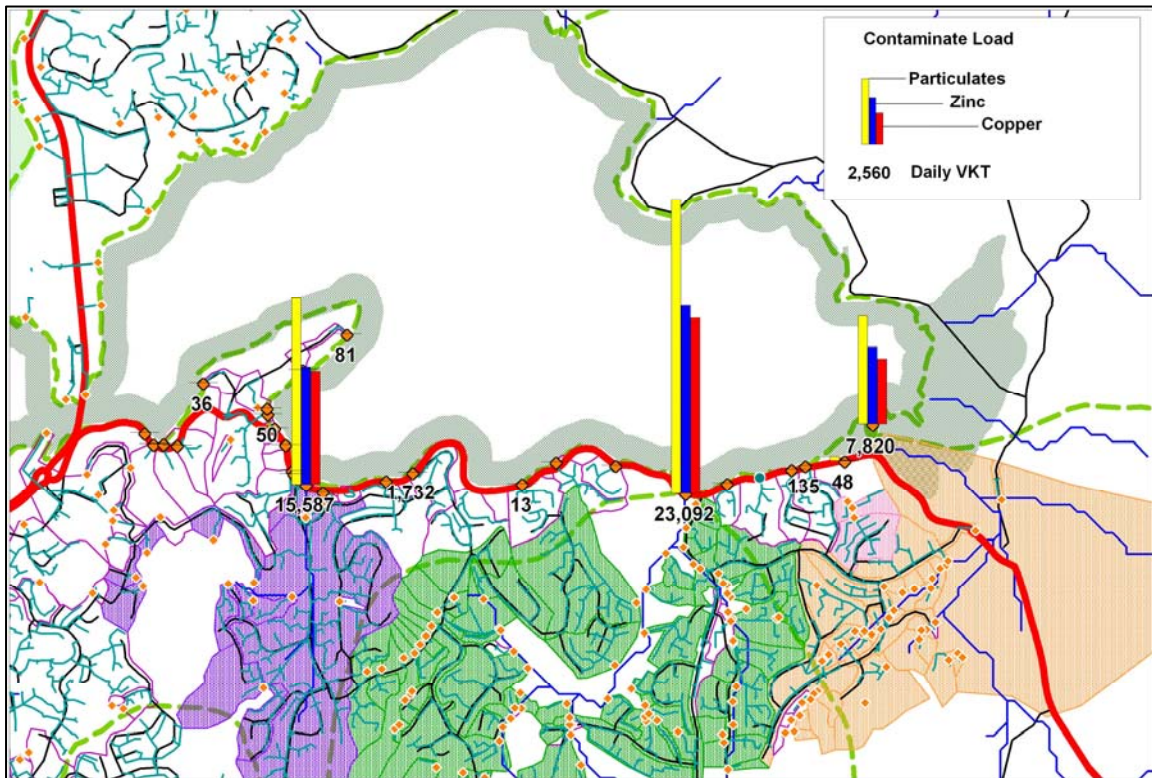 Contaminate Load
Particulates
Zinc
Copper
2,560 Daily VKT
81
36
50
7,820
1,732
135
48
13
15,587
23,092